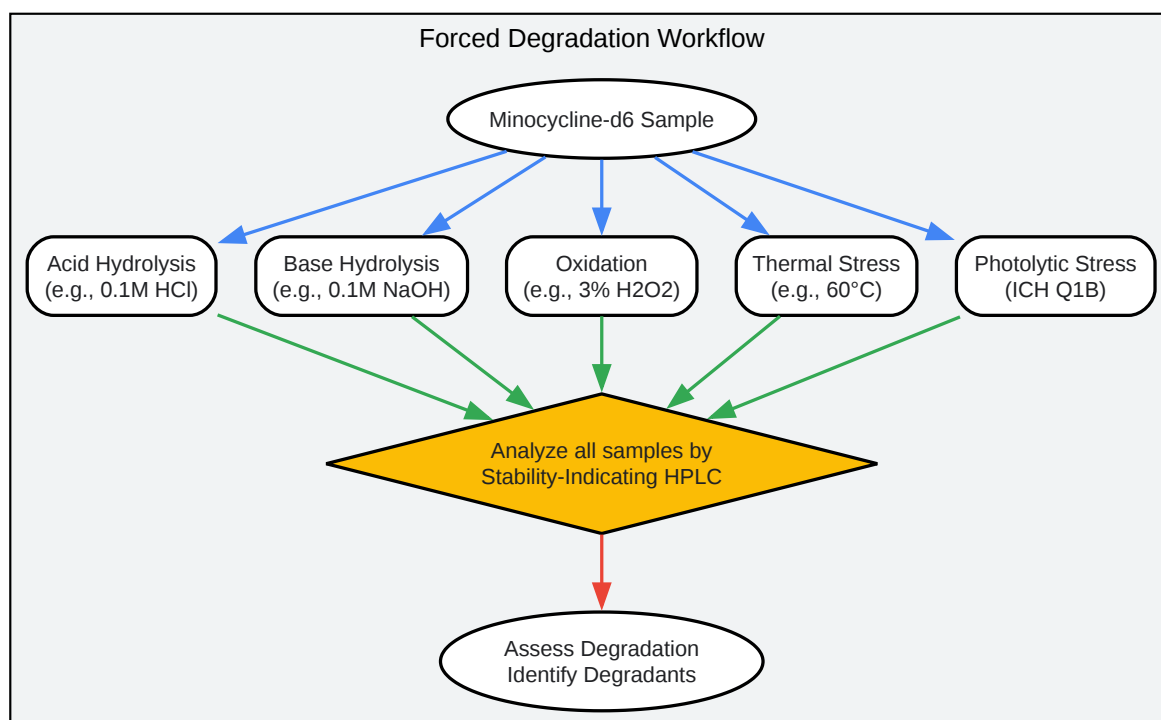 Forced Degradation Workflow
Minocycline-d6 Sample
Acid Hydrolysis
(e.g., 0.1M HCl)
Base Hydrolysis
(e.g., 0.1M NaOH)
Oxidation
(e.g., 3% H2O2)
Thermal Stress
(e.g., 60°C)
Photolytic Stress
(ICH Q1B)
Analyze all samples by
Stability-Indicating HPLC
Assess Degradation
Identify Degradants